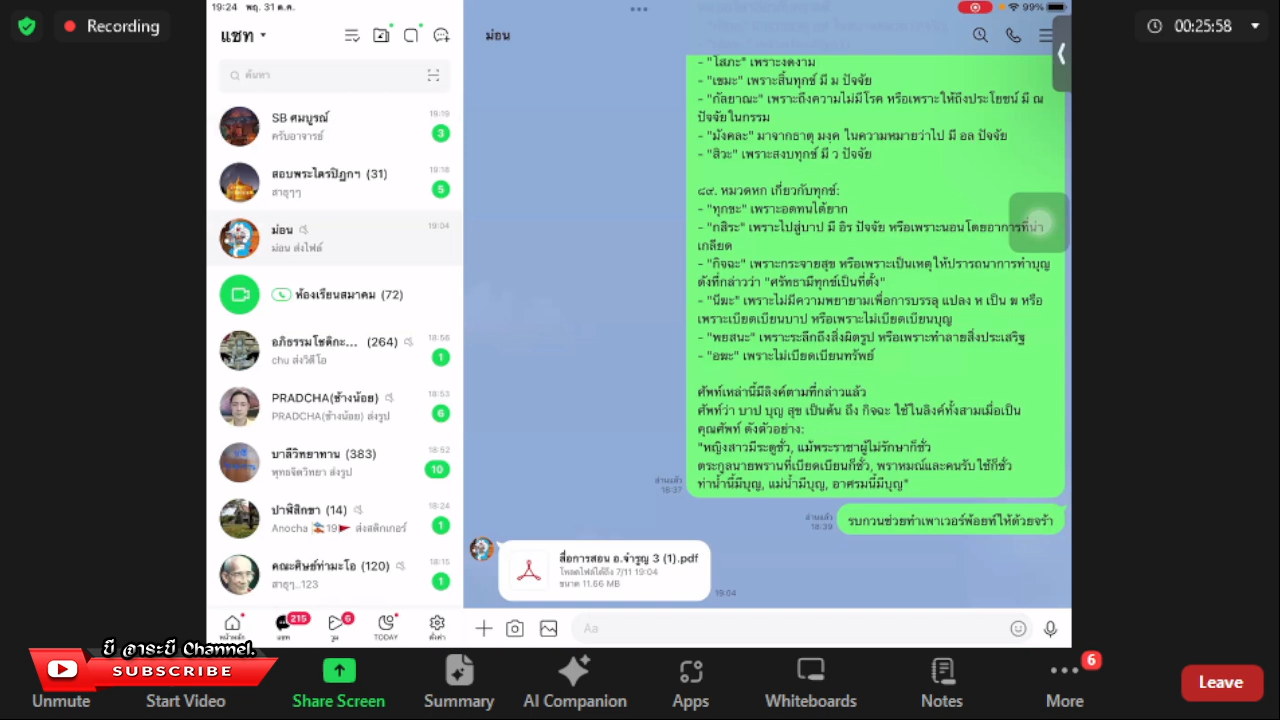 19:24 พฤ. 31 ต.ค.
99%
Recording
00:25:58
แชท
ม่อน
ค้นหา
SB ศมบูรณ์
19:19
ครับอาจารย์
3
สอบพระไตรปิฎกฯ (31)
19:18
สาธุๆๆ
5
ม่อน
19:04
ม่อน ส่งไฟล์
ห้องเรียนสมาคม (72)
อภิธรรมโชติกะ... (264)
18:56
chu ส่งวิดีโอ
1
PRADCHA(ช้างน้อย)
18:53
PRADCHA(ช้างน้อย) ส่งรูป
6
บาลีวิทยาทาน (383)
18:52
พุทธจิตวิทยา ส่งรูป
10
ปาฬิสิกขา (14)
18:24
Anocha 19 ส่งสติกเกอร์
1
คณะศิษย์ท่ามะโอ (120)
18:15
สาธุๆ..123
1
215
6
หน้าหลัก
แชท
วูม
TODAY
ตั้งค่า
- "โสภะ" เพราะงดงาม
- "เขมะ" เพราะสิ้นทุกข์ มี ม ปัจจัย
- "กัลยาณะ" เพราะถึงความไม่มีโรค หรือเพราะให้ถึงประโยชน์ มี ณ
ปัจจัยในกรรม
- "มังคละ" มาจากธาตุ มงฺค ในความหมายว่าไป มี อล ปัจจัย
- "สิวะ" เพราะสงบทุกข์ มี ว ปัจจัย
๘๙. หมวดหก เกี่ยวกับทุกข์:
- "ทุกขะ" เพราะอดทนได้ยาก
- "กสิระ" เพราะไปสู่บาป มี อิร ปัจจัย หรือเพราะนอนโดยอาการที่น่า
เกลียด
- "กิจฉะ" เพราะกระจายสุข หรือเพราะเป็นเหตุให้ปรารถนาการทำบุญ
ดังที่กล่าวว่า "ศรัทธามีทุกข์เป็นที่ตั้ง"
- "นีฆะ" เพราะไม่มีความพยายามเพื่อการบรรลุ แปลง ห เป็น ฆ หรือ
เพราะเบียดเบียนบาป หรือเพราะไม่เบียดเบียนบุญ
- "พยสนะ" เพราะระลึกถึงสิ่งผิดรูป หรือเพราะทำลายสิ่งประเสริฐ
- "อฆะ" เพราะไม่เบียดเบียนทรัพย์
ศัพท์เหล่านี้มีลิงค์ตามที่กล่าวแล้ว
ศัพท์ว่า บาป บุญ สุข เป็นต้น ถึง กิจฉะ ใช้ในลิงค์ทั้งสามเมื่อเป็น
คุณศัพท์ ดังตัวอย่าง:
"หญิงสาวมีระดูชั่ว, แม้พระราชาผู้ไม่รักษาก็ชั่ว
ตระกูลนายพรานที่เบียดเบียนก็ชั่ว, พราหมณ์และคนรับใช้ก็ชั่ว
ท่าน้ำนี้มีบุญ, แม่น้ำมีบุญ, อาศรมนี้มีบุญ"
อ่านแล้ว
18:37
รบกวนช่วยทำเพาเวอร์พ้อยท์ให้ด้วยจร้า
อ่านแล้ว
18:39
สื่อการสอน อ.จำรูญ 3 (1).pdf
โหลดไฟล์ได้ถึง 7/11 19:04
ขนาด 11.66 MB
19:04
Aa
บี อาระบี Channel.
SUBSCRIBE
Unmute
Start Video
Share Screen
Summary
AI Companion
Apps
Whiteboards
Notes
More
6
Leave